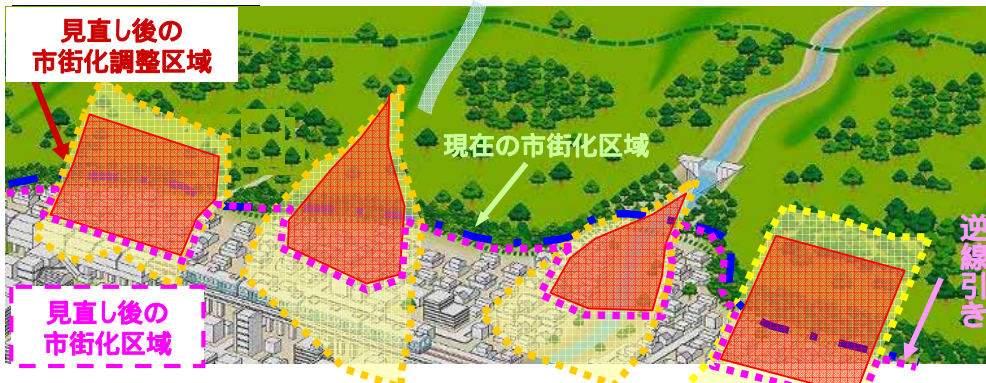 見直し後の
市街化調整区域
現在の市街化区域
逆線引き
見直し後の
市街化区域